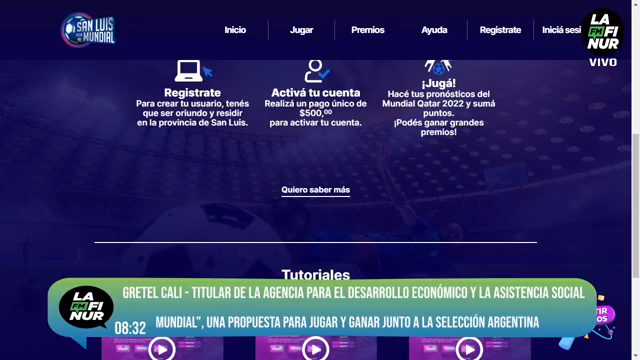 SAN LUIS
MUNDIAL
Inicio
Jugar
Premios
Ayuda
Registrate
Iniciá sesi
LA
FM FI
NUR
VIVO
Registrate
Para crear tu usuario, tenés
que ser oriundo y residir
en la provincia de San Luis.
Activá tu cuenta
Realizá un pago único de
$500,00
para activar tu cuenta.
¡Jugá!
Hacé tus pronósticos del
Mundial Qatar 2022 y sumá
puntos.
¡Podés ganar grandes
premios!
Quiero saber más
Tutoriales
LA
FM FI
NUR
08:32
GRETEL CALI - TITULAR DE LA AGENCIA PARA EL DESARROLLO ECONÓMICO Y LA ASISTENCIA SOCIAL
MUNDIAL”, UNA PROPUESTA PARA JUGAR Y GANAR JUNTO A LA SELECCIÓN ARGENTINA